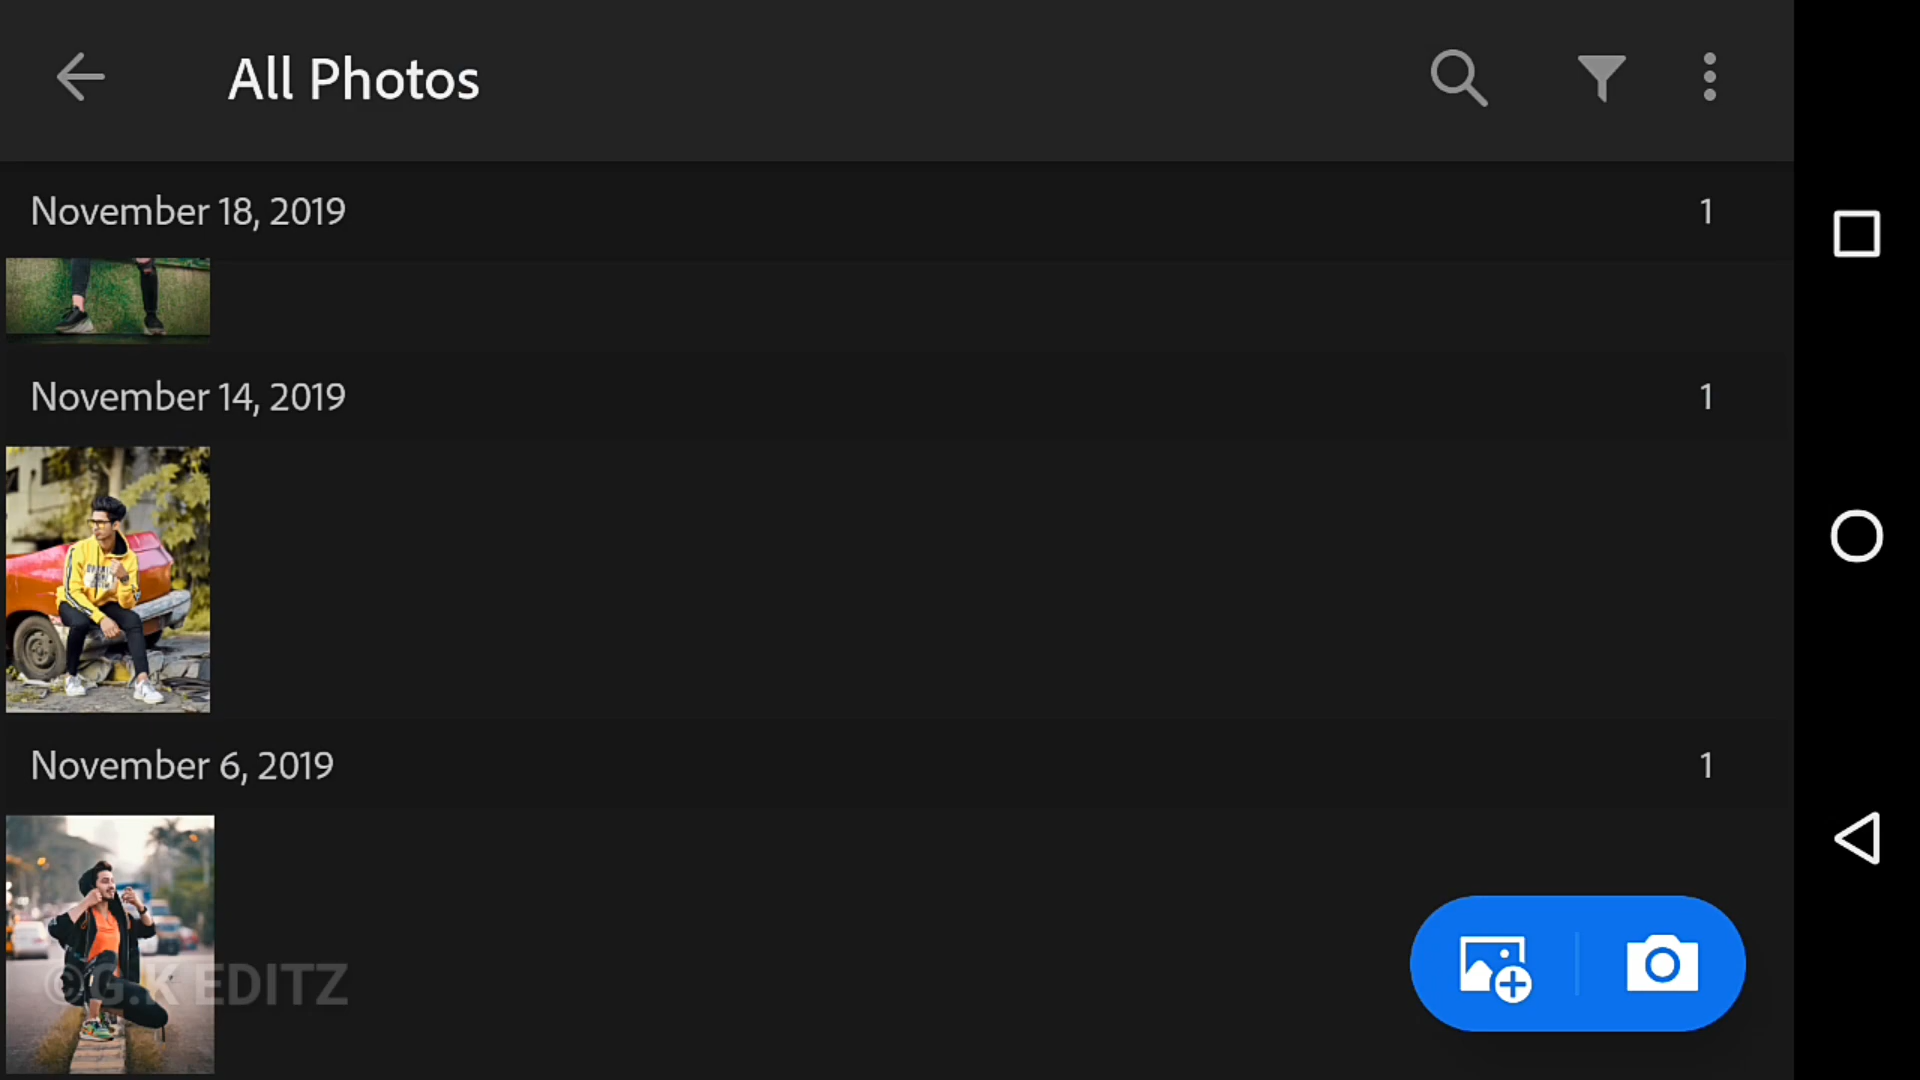 All Photos
November 18, 2019 1
November 14, 2019 1
November 6, 2019 1
©G.K EDITZ